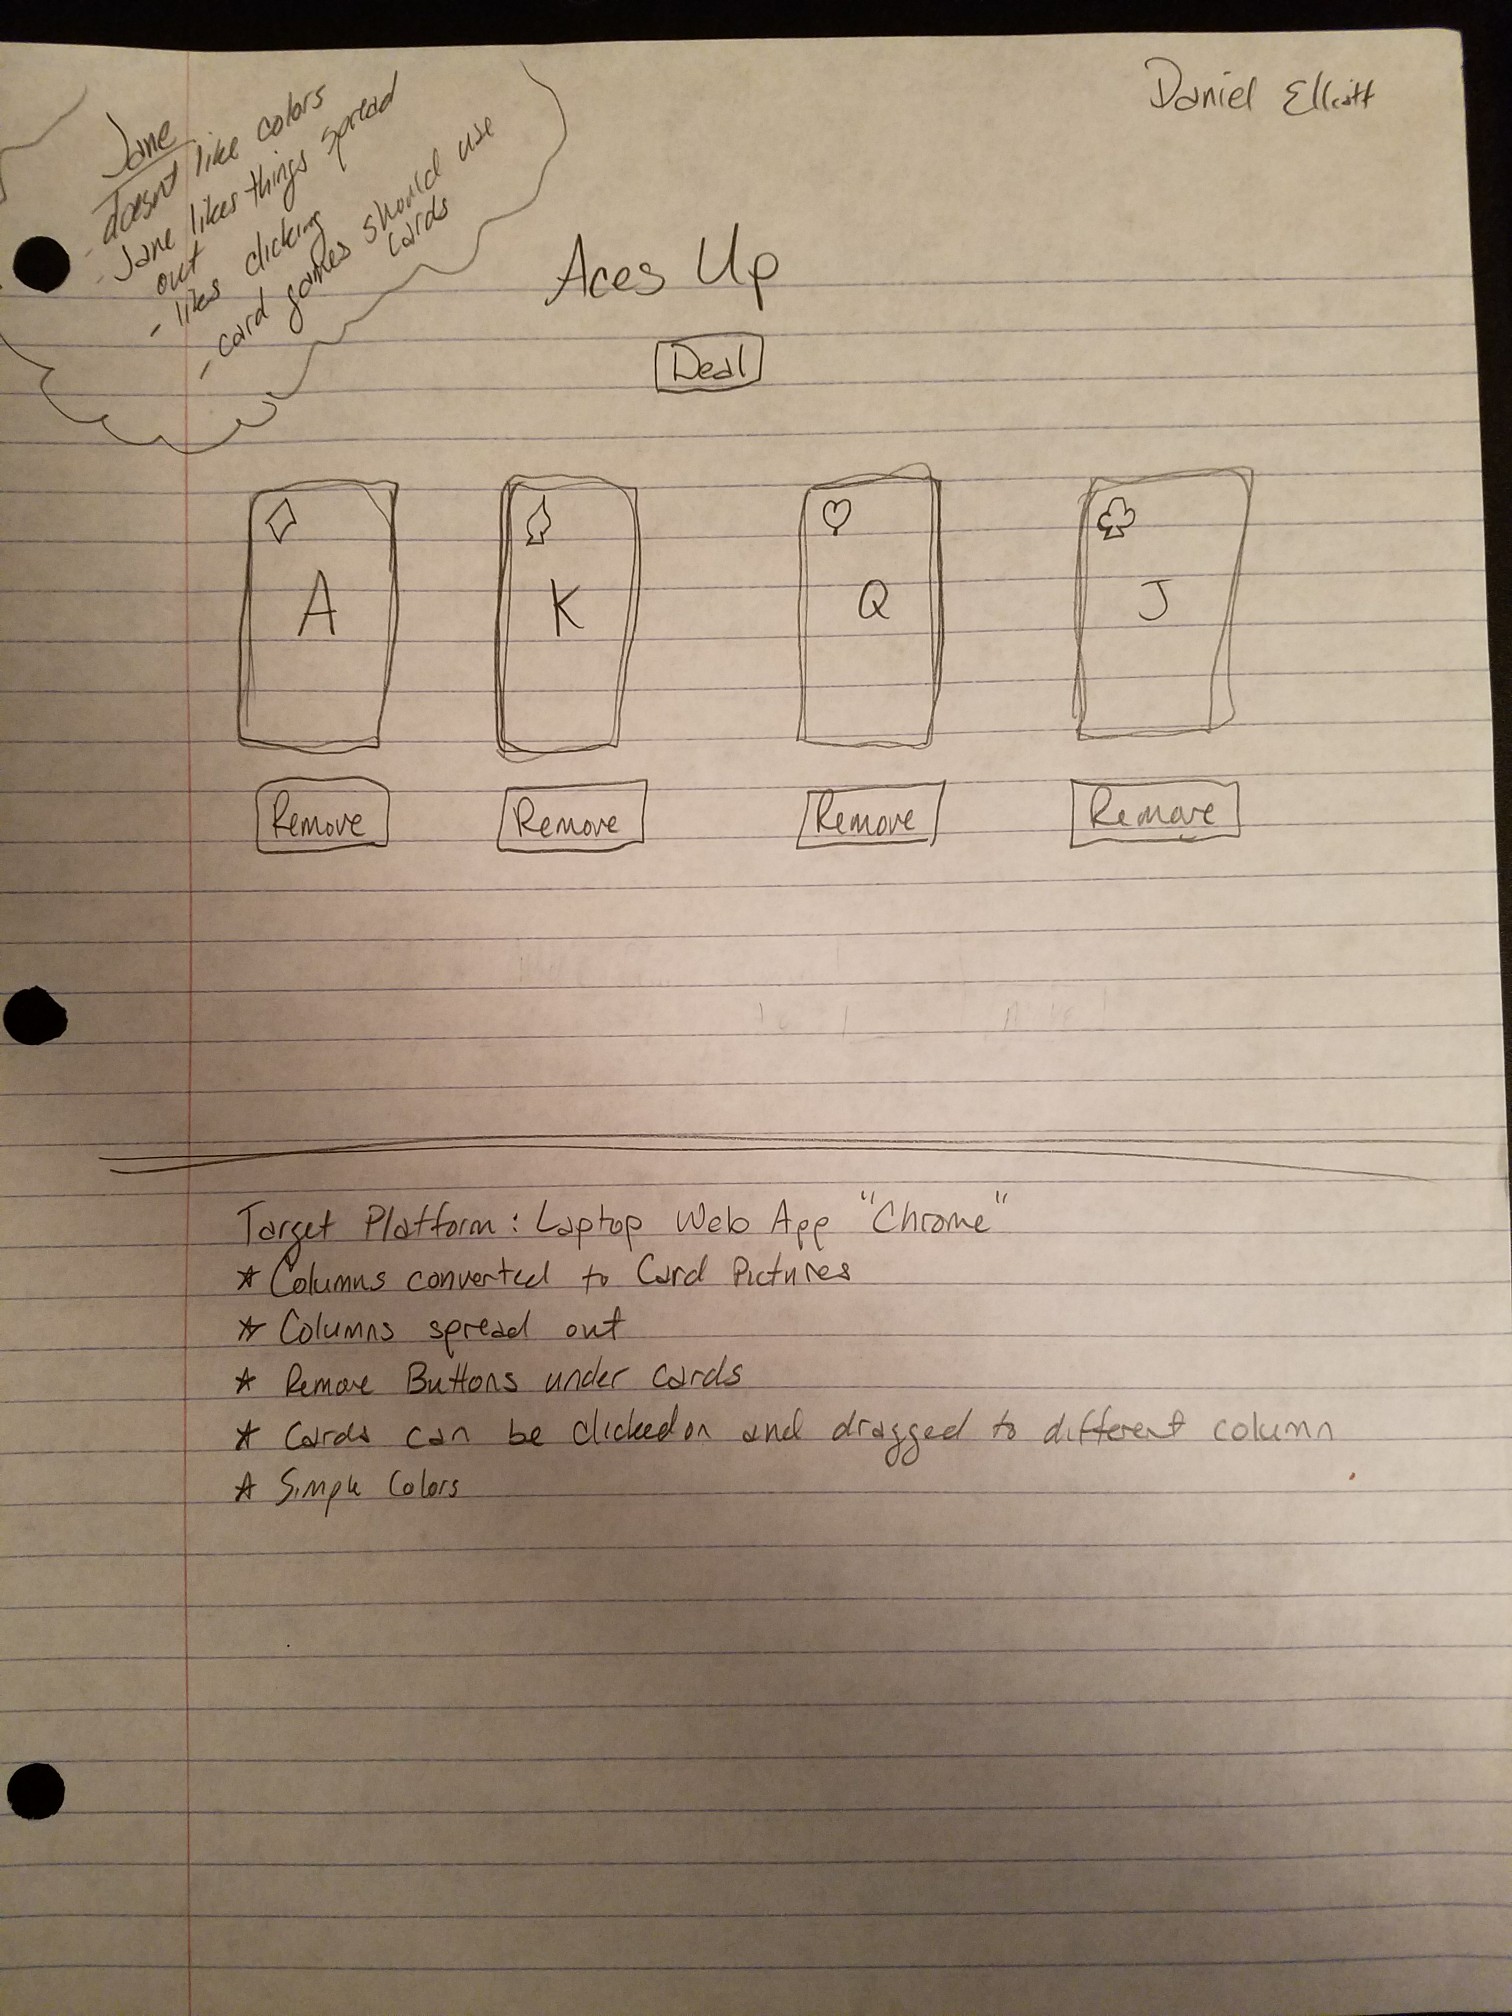 Daniel Elliott
Jane
- doesnt like colors
- Jane likes things spread
out
- likes clicking
- card games should use
cards
Aces Up
Deal
A
K
Q
J
Remove
Remove
Remove
Remove
Target Platform: Laptop Web App "Chrome"
* Columns converted to Card Pictures
* Columns spread out
* Remove Buttons under cards
* Cards can be clicked on and dragged to different column
* Simple Colors